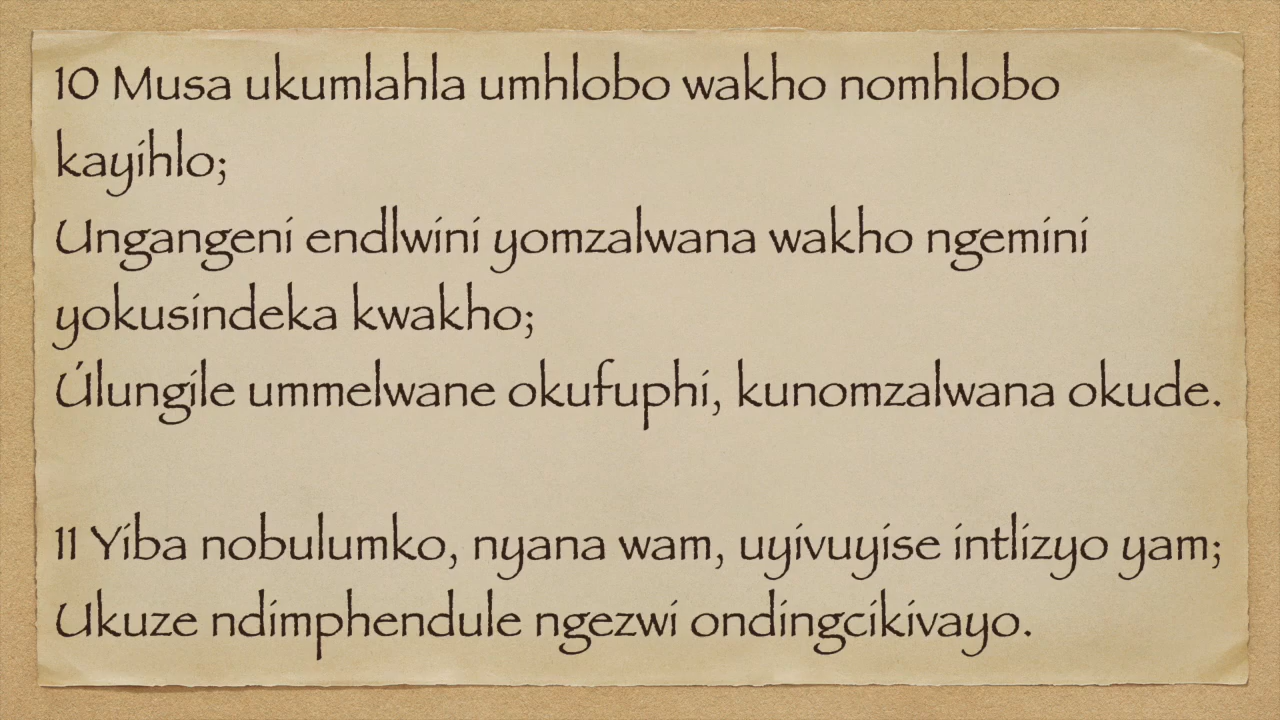 10 Musa ukumlahla umhlobo wakho nomhlobo
kayihlo;
Ungangeni endlwini yomzalwana wakho ngemini
yokusindeka kwakho;
Úlungile ummelwane okufuphi, kunomzalwana okude.
11 Yiba nobulumko, nyana wam, uyivuyise intlizyo yam;
Ukuze ndimphendule ngezwi ondingcikivayo.